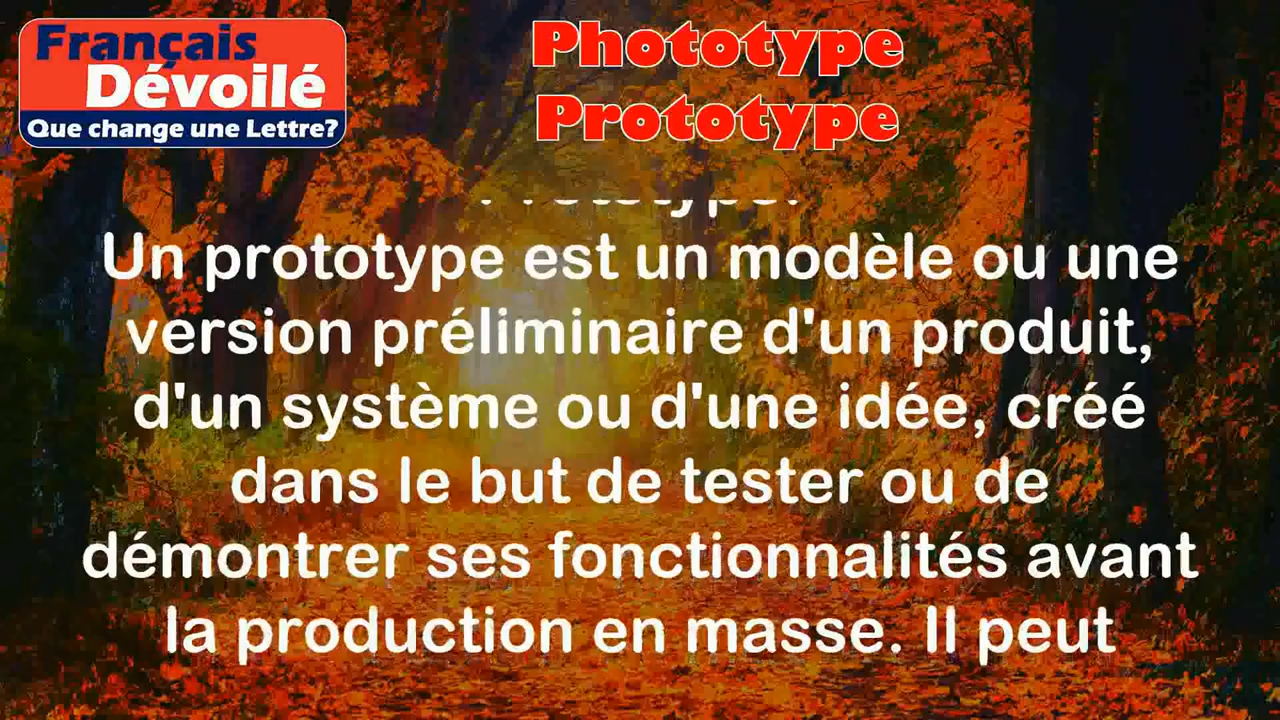 Français
Dévoilé
Que change une Lettre?
Phototype
Prototype
Un prototype est un modèle ou une
version préliminaire d'un produit,
d'un système ou d'une idée, créé
dans le but de tester ou de
démontrer ses fonctionnalités avant
la production en masse. Il peut